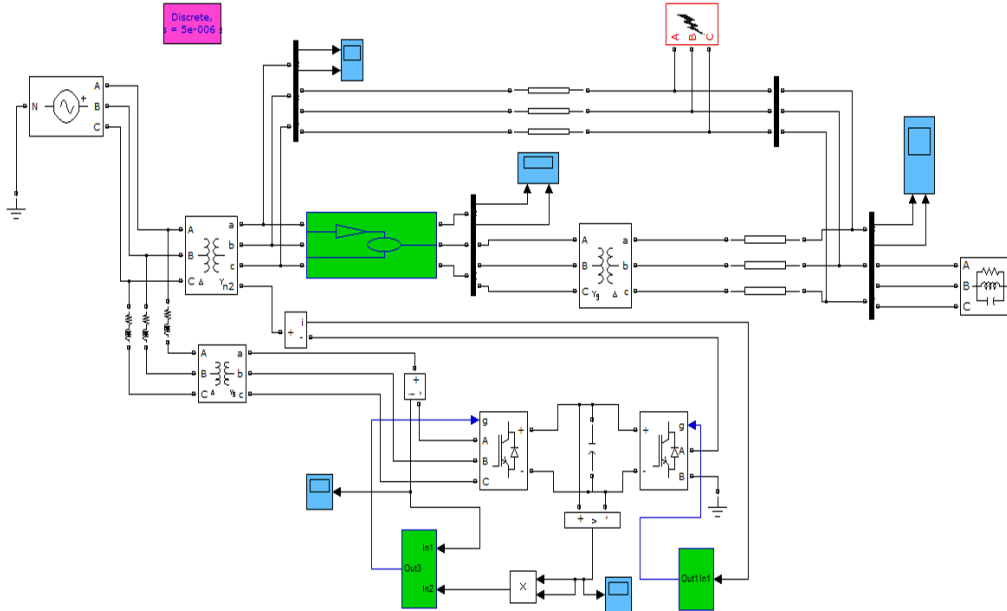 Discrete,
s = 5e-006 s
A B C
A
N
+
B
C
A a
B b
C Δ Yn2 c
A a
B b
C Yg Δ c
A
B
C
+ i
-
A a
B b
C Δ Yg c
+
- i
g
A +
B
C -
+ g
A
- B
+ v -
In1
Out3
In2
X
Out1 In1